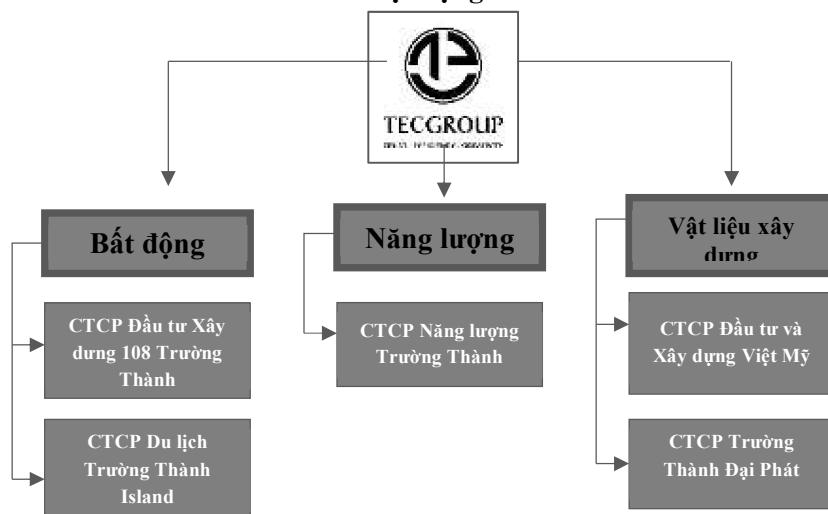 TECGROUP
Bất động
Năng lượng
Vật liệu xây
dựng
CTCP Đầu tư Xây
dưng 108 Trường
Thành
CTCP Du lịch
Trường Thành
Island
CTCP Năng lượng
Trường Thành
CTCP Đầu tư và
Xây dựng Việt Mỹ
CTCP Trường
Thành Đại Phát